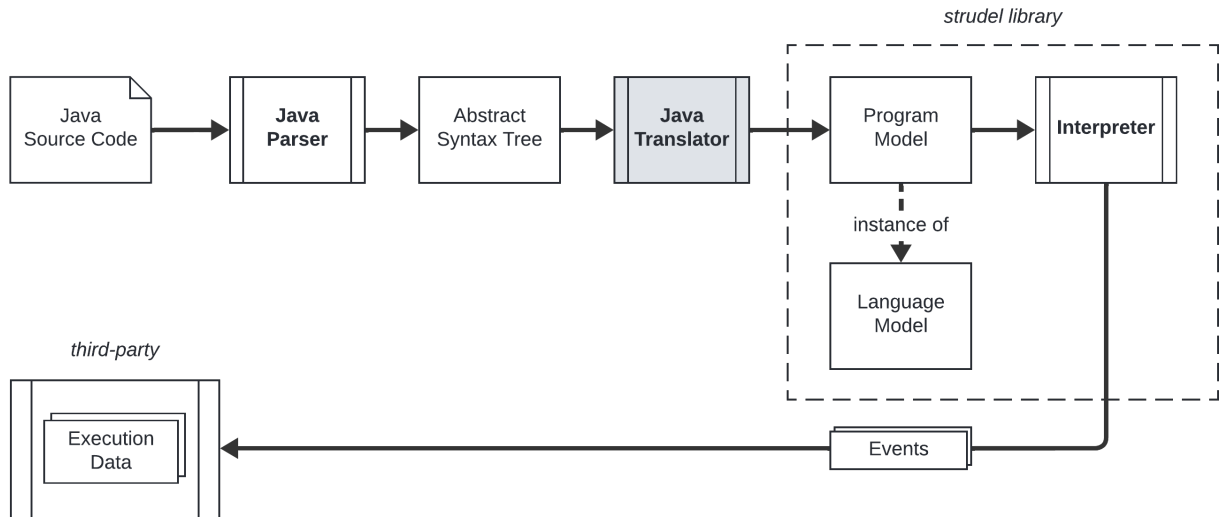 strudel library
Java
Source Code
Java
Parser
Abstract
Syntax Tree
Java
Translator
Program
Model
Interpreter
instance of
Language
Model
third-party
Execution
Data
Events